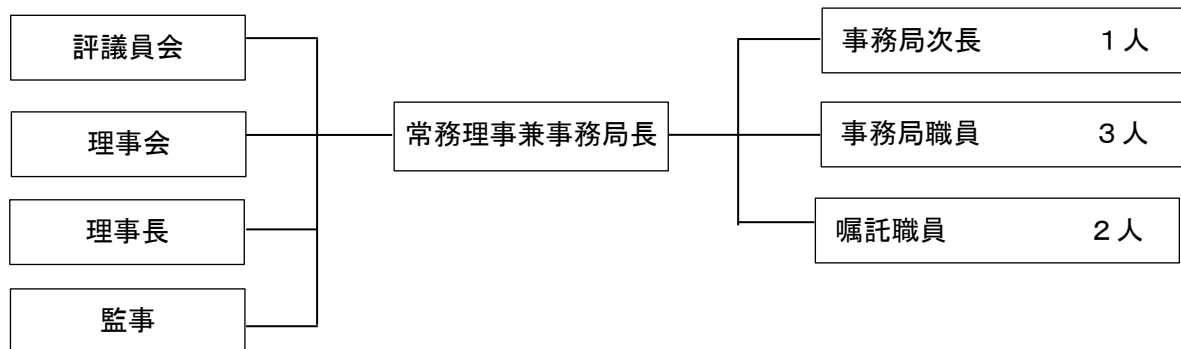 評議員会
理事会
理事長
監事
常務理事兼事務局長
事務局次長 １人
事務局職員 ３人
嘱託職員 ２人